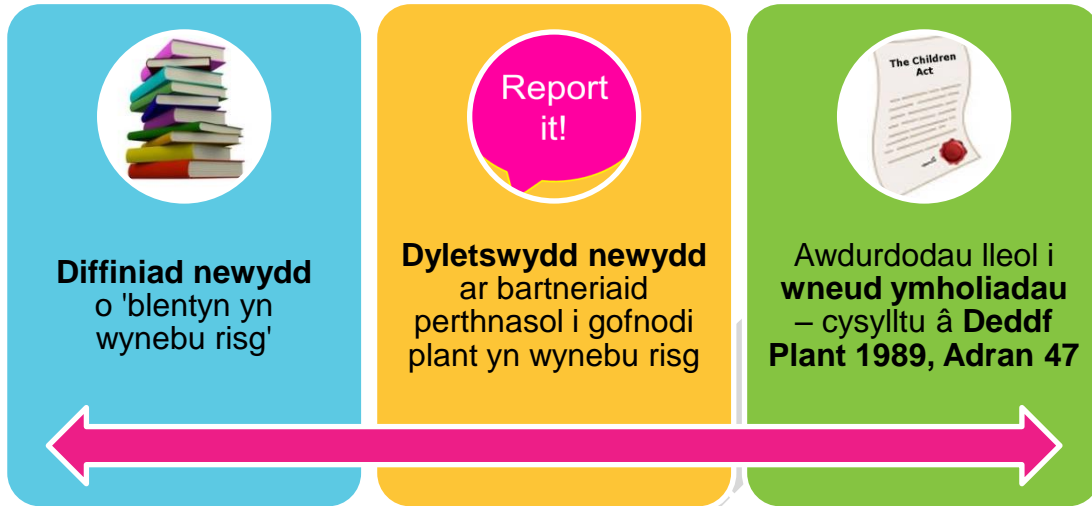 Diffiniad newydd
o 'blentyn yn
wynebu risg'
Report
it!
Dyletswydd newydd
ar bartneriaid
perthnasol i gofnodi
plant yn wynebu risg
The Children
Act
Awdurdodau lleol i
wneud ymholiadau
– cysylltu â Deddf
Plant 1989, Adran 47